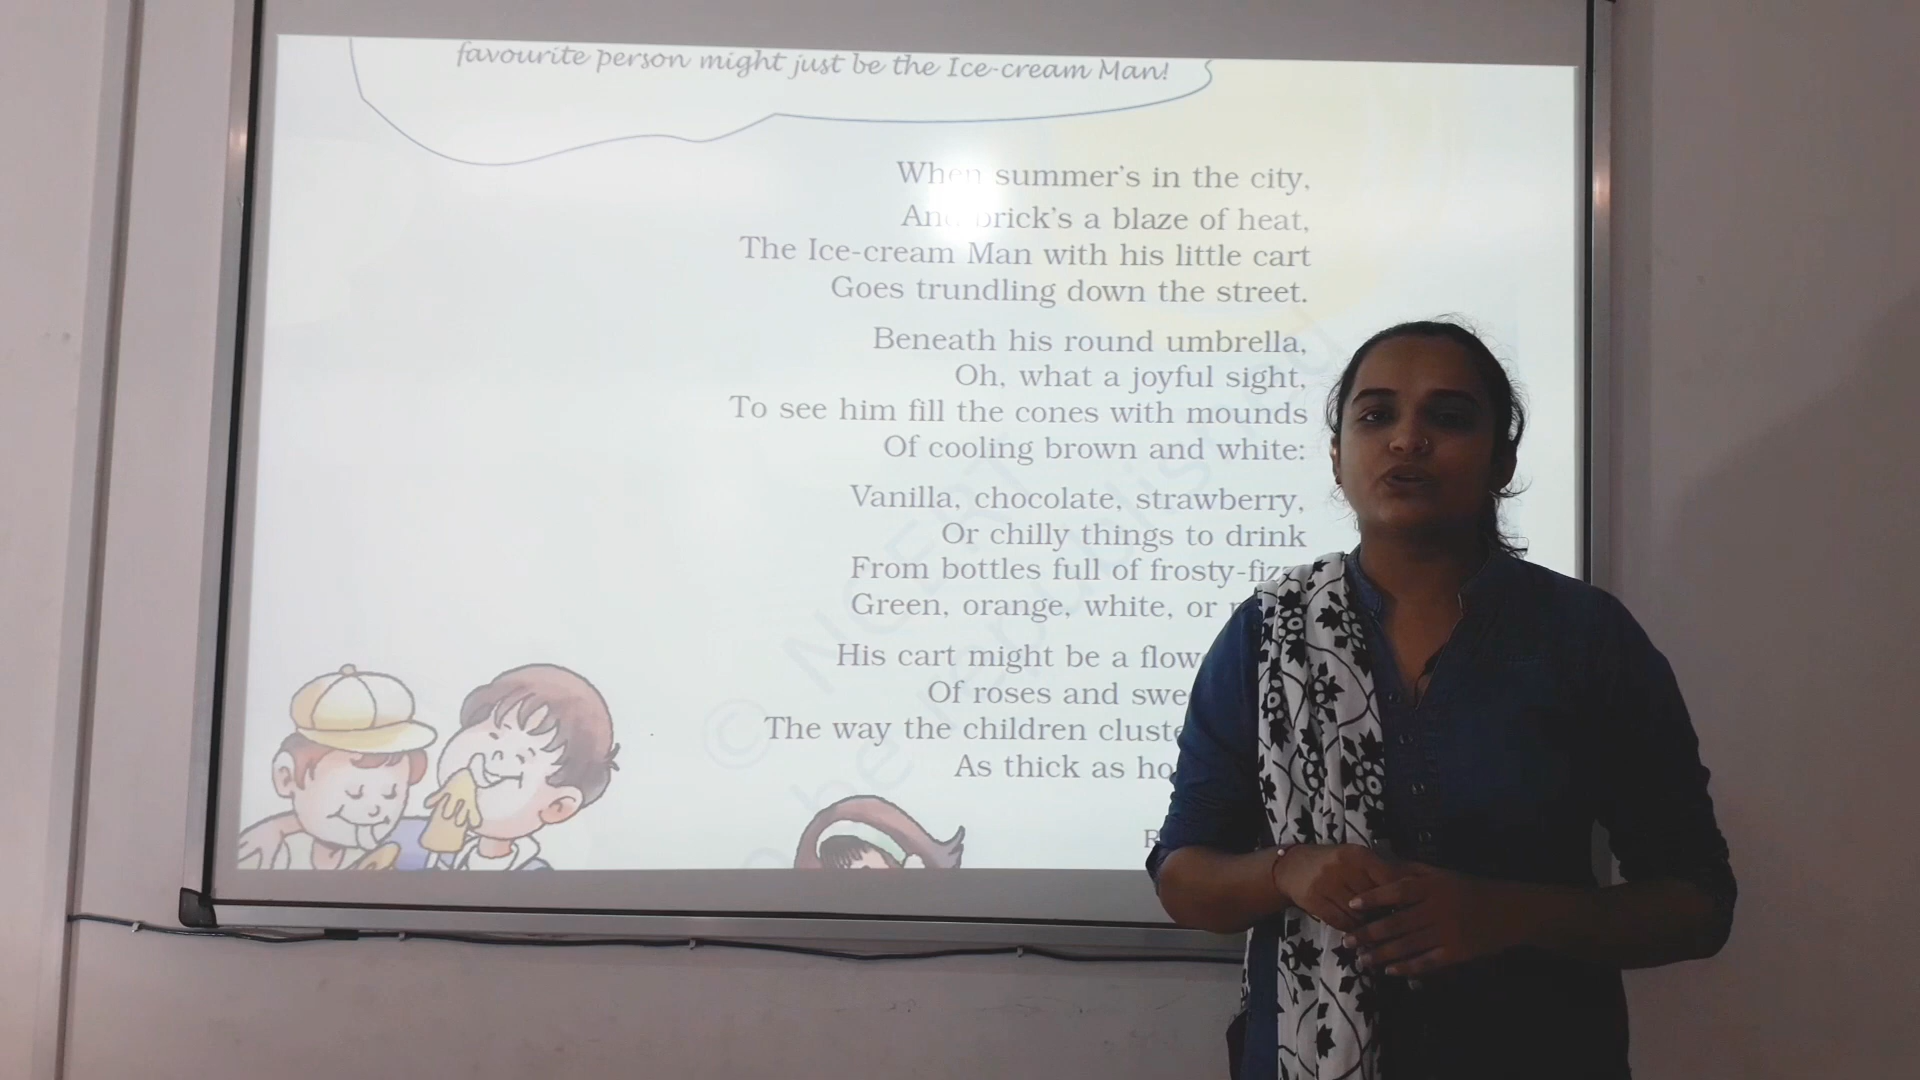 favourite person might just be the Ice-cream Man!
When summer's in the city,
And brick's a blaze of heat,
The Ice-cream Man with his little cart
Goes trundling down the street.
Beneath his round umbrella,
Oh, what a joyful sight,
To see him fill the cones with mounds
Of cooling brown and white:
Vanilla, chocolate, strawberry,
Or chilly things to drink
From bottles full of
Green, orange, white, or
His cart might be a
Of roses and
The way the children
As thick as
© NCERT
be republished